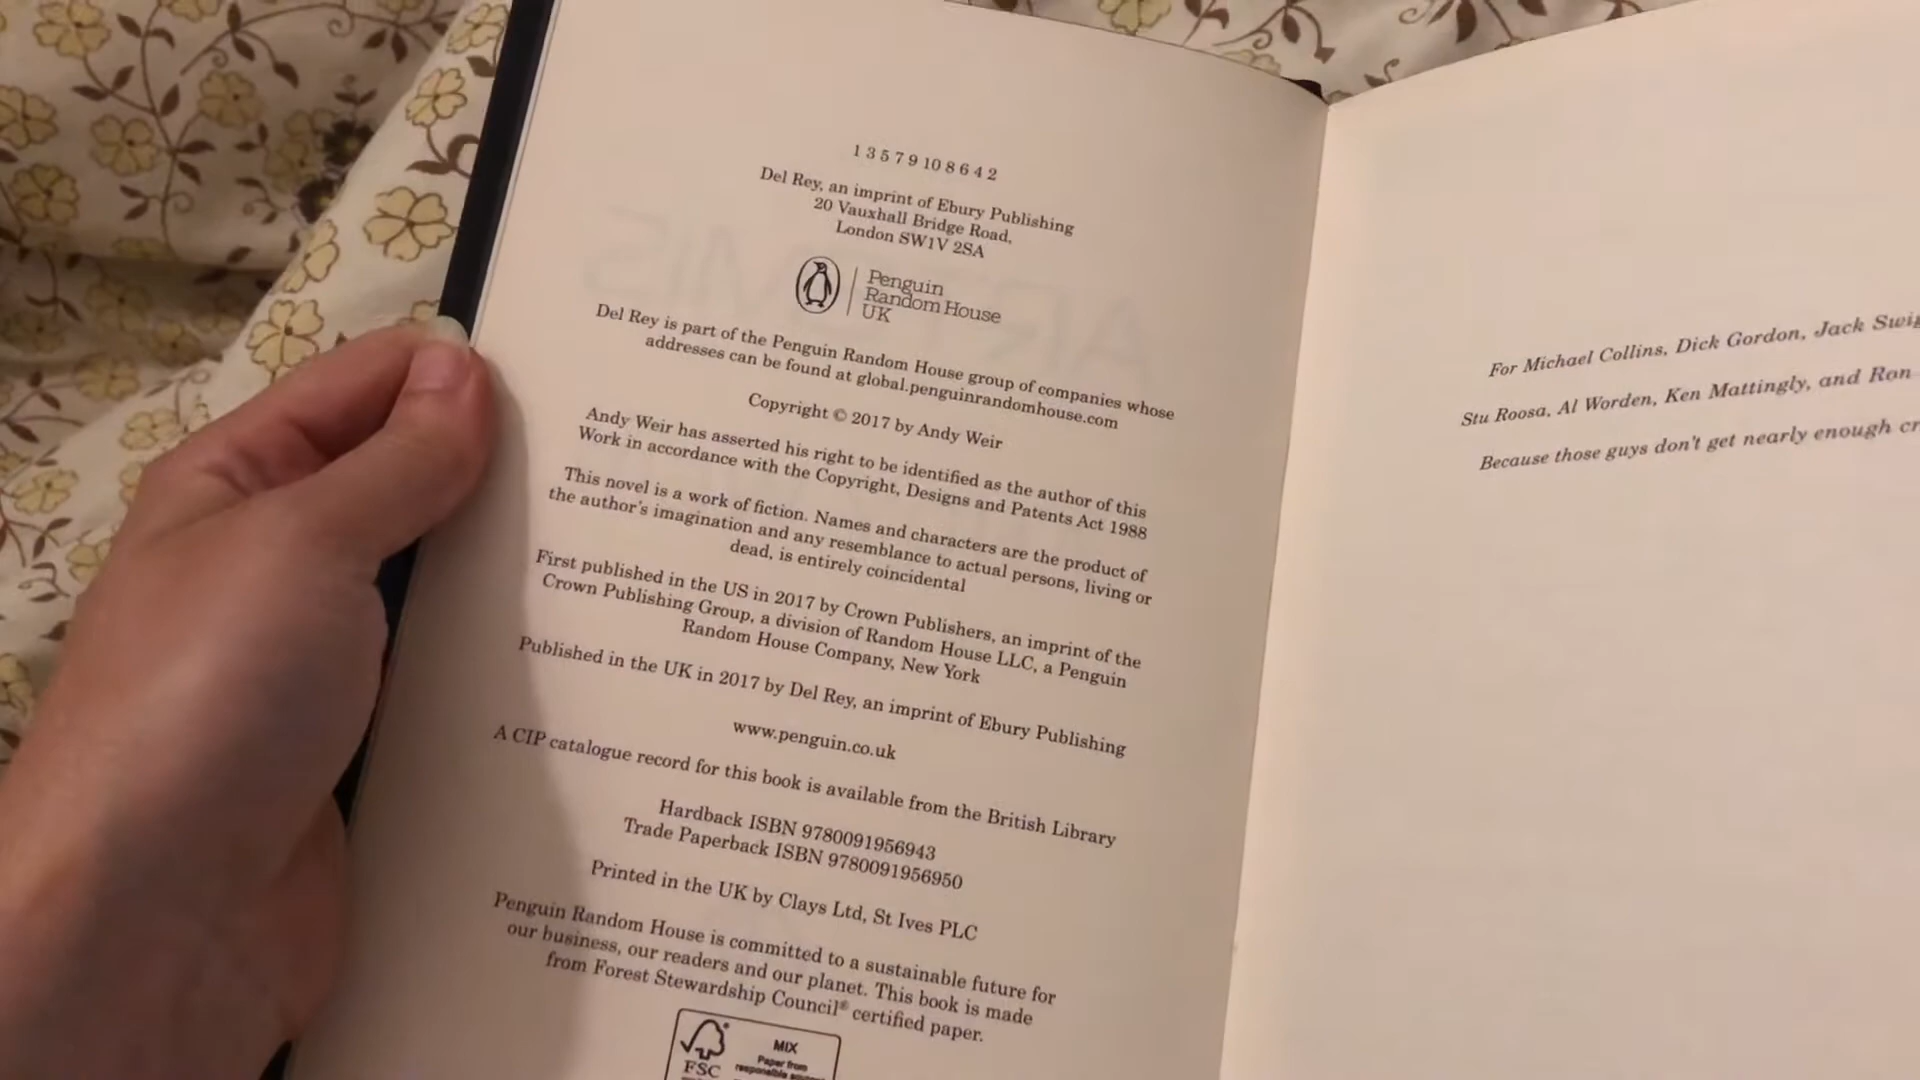 1 3 5 7 9 10 8 6 4 2
Del Rey, an imprint of Ebury Publishing
20 Vauxhall Bridge Road,
London SW1V 2SA
Penguin
Random House
UK
Del Rey is part of the Penguin Random House group of companies whose
addresses can be found at global.penguinrandomhouse.com
Copyright © 2017 by Andy Weir
Andy Weir has asserted his right to be identified as the author of this
Work in accordance with the Copyright, Designs and Patents Act 1988
This novel is a work of fiction. Names and characters are the product of
the author's imagination and any resemblance to actual persons, living or
dead, is entirely coincidental
First published in the US in 2017 by Crown Publishers, an imprint of the
Crown Publishing Group, a division of Random House LLC, a Penguin
Random House Company, New York
Published in the UK in 2017 by Del Rey, an imprint of Ebury Publishing
www.penguin.co.uk
A CIP catalogue record for this book is available from the British Library
Hardback ISBN 9780091956943
Trade Paperback ISBN 9780091956950
Printed in the UK by Clays Ltd, St Ives PLC
Penguin Random House is committed to a sustainable future for
our business, our readers and our planet. This book is made
from Forest Stewardship Council® certified paper.
FSC
MIX
Paper from
responsible
For Michael Collins, Dick Gordon, Jack
Stu Roosa, Al Worden, Ken Mattingly, and Ron
Because those guys don't get nearly enough